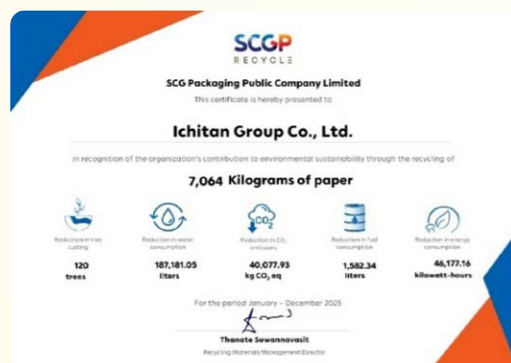 SCGP
RECYCLE
SCG Packaging Public Company Limited
This certificate is hereby presented to
Ichitan Group Co., Ltd.
in recognition of the organization's contribution to environmental sustainability through the recycling of
7,064 Kilograms of paper
CO2
Reduction in tree cutting
Reduction in water consumption
Reduction in CO2 emissions
Reduction in fuel consumption
Reduction in energy consumption
120 trees
187,181.05 liters
40,077.93 kg CO2 eq
1,582.34 liters
46,177.16 kilowatt-hours
For the period January - December 2025
Thanate Suwannavasit
Recycling Materials Management Director